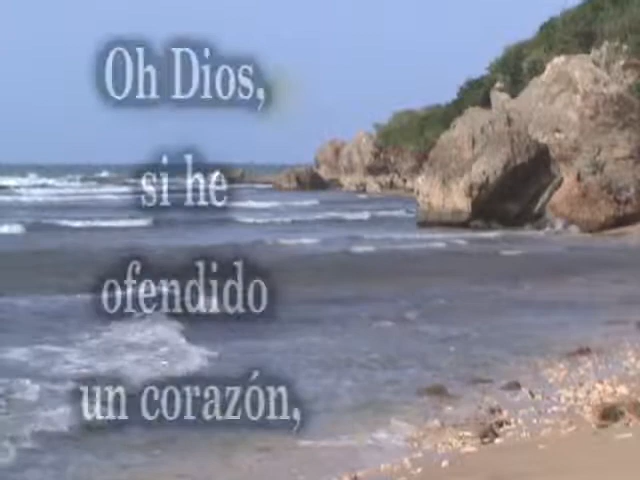 Oh Dios,
si he
ofendido
un corazón,